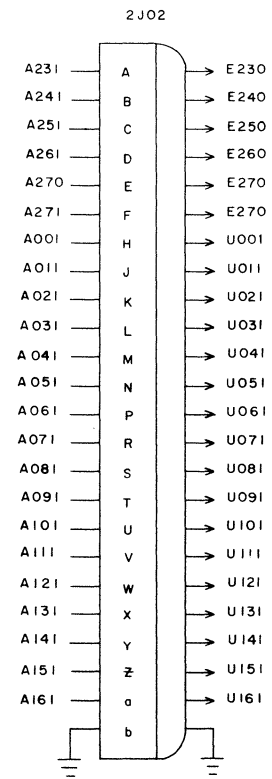 2J02
A231 A E230
A241 B E240
A251 C E250
A261 D E260
A270 E E270
A271 F E270
A001 H U001
A011 J U011
A021 K U021
A031 L U031
A041 M U041
A051 N U051
A061 P U061
A071 R U071
A081 S U081
A091 T U091
A101 U U101
A111 V U111
A121 W U121
A131 X U131
A141 Y U141
A151 Z U151
A161 a U161
b